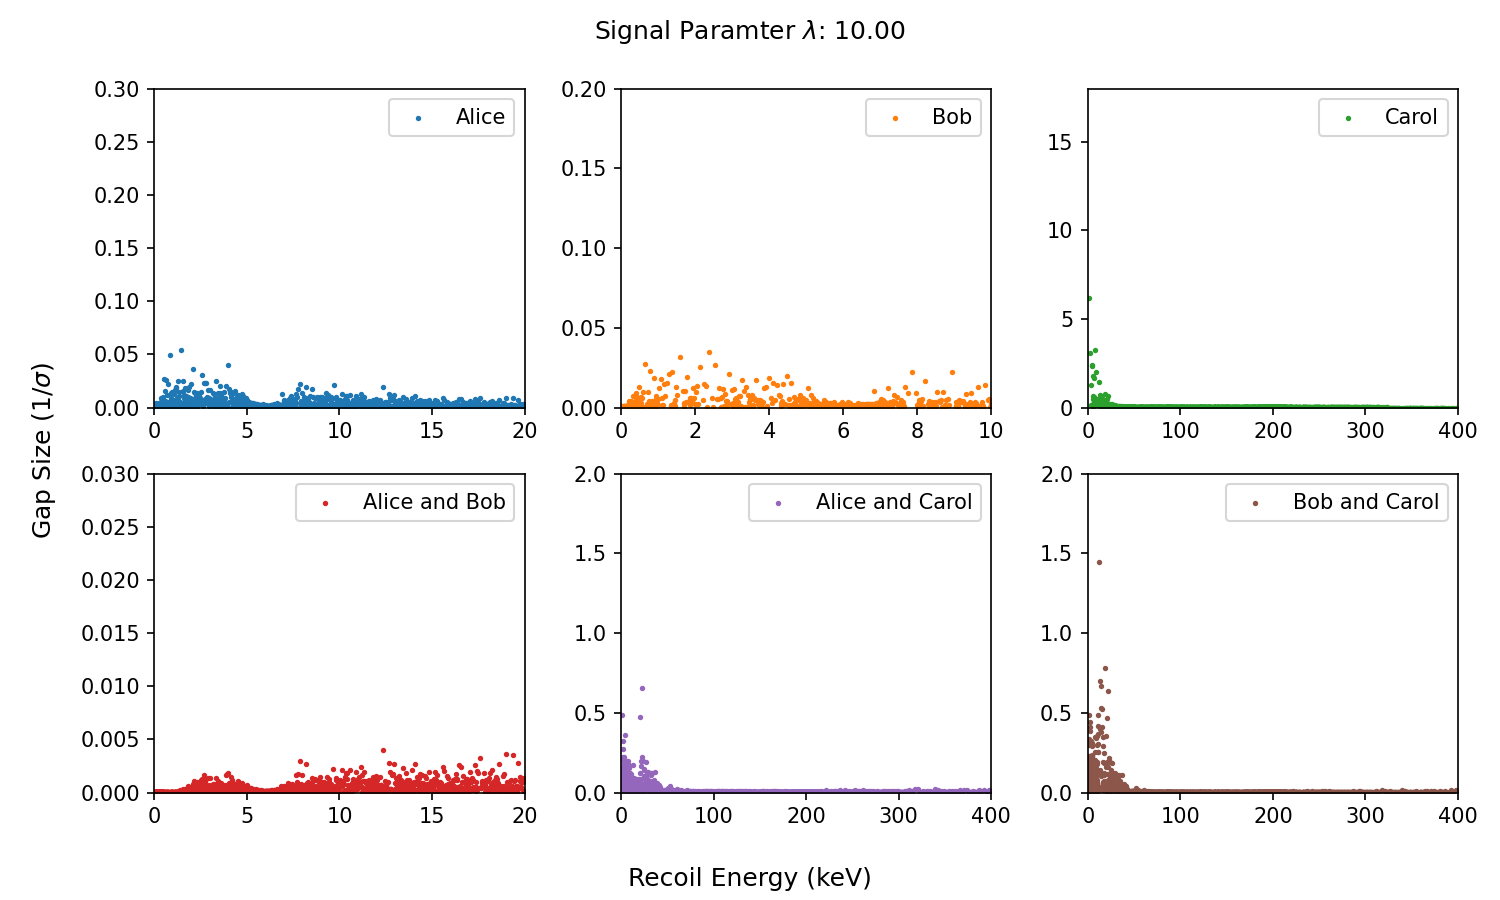 Signal Paramter λ: 10.00
Gap Size (1/σ)
0.30
0.25
0.20
0.15
0.10
0.05
0.00
0 5 10 15 20
Alice
0.20
0.15
0.10
0.05
0.00
0 2 4 6 8 10
Bob
15
10
5
0
0 100 200 300 400
Carol
0.030
0.025
0.020
0.015
0.010
0.005
0.000
0 5 10 15 20
Alice and Bob
2.0
1.5
1.0
0.5
0.0
0 100 200 300 400
Alice and Carol
2.0
1.5
1.0
0.5
0.0
0 100 200 300 400
Bob and Carol
Recoil Energy (keV)